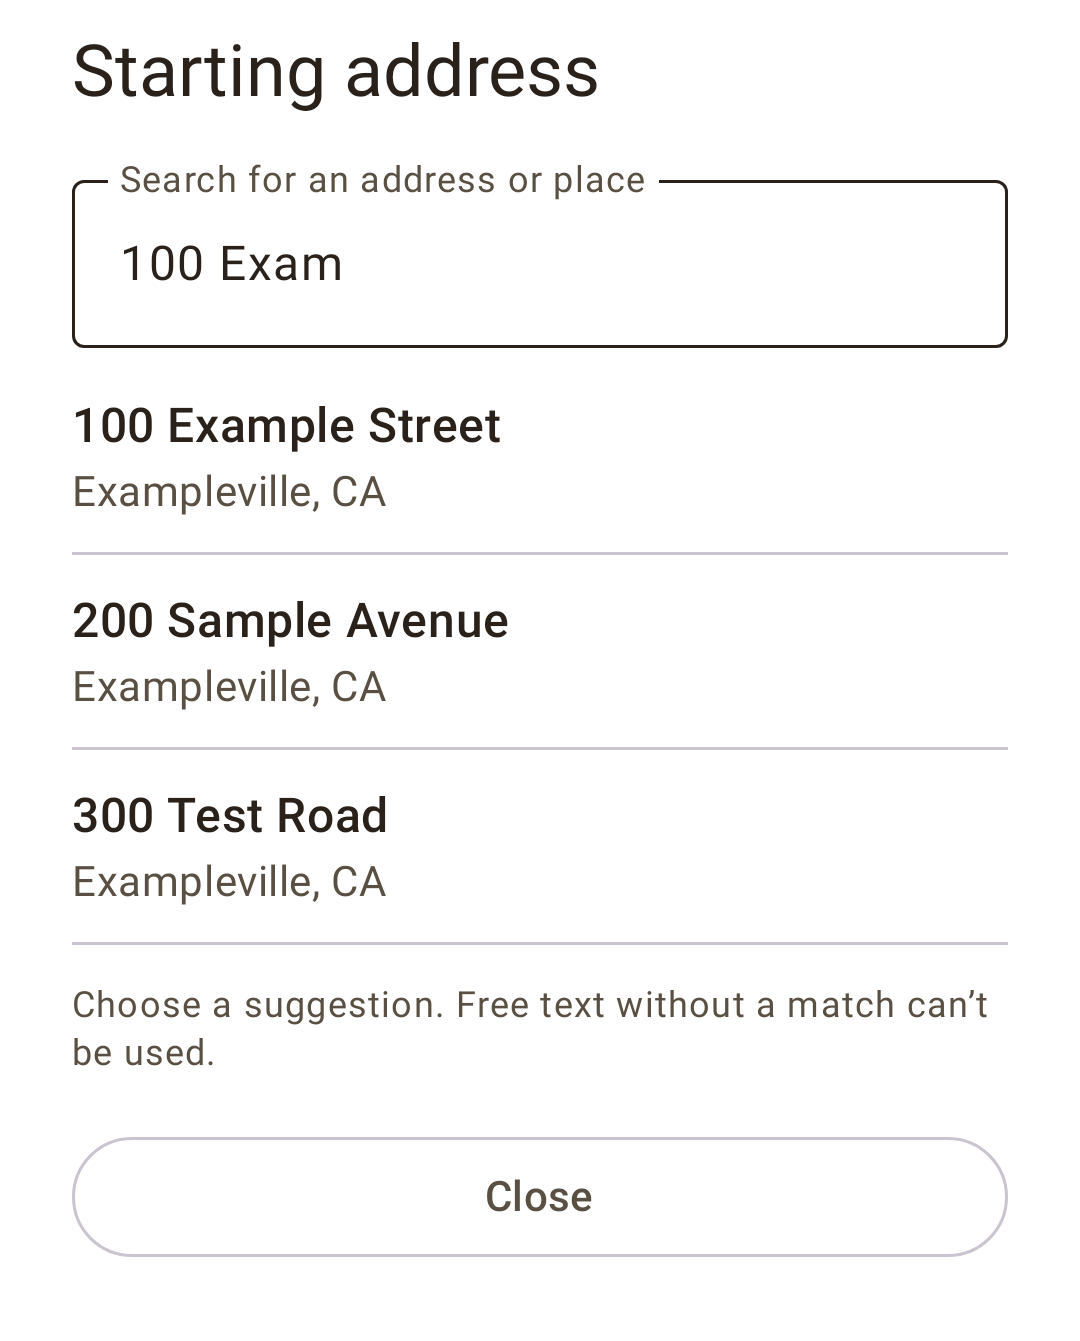 Starting address
Search for an address or place
100 Exam
100 Example Street
Exampleville, CA
200 Sample Avenue
Exampleville, CA
300 Test Road
Exampleville, CA
Choose a suggestion. Free text without a match can’t
be used.
Close